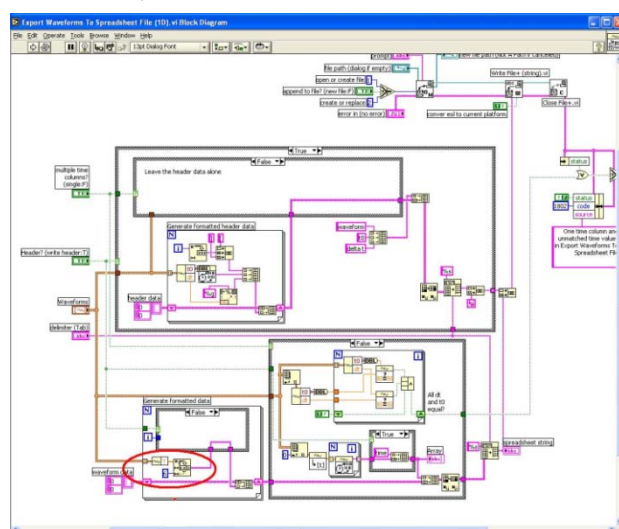 Export Waveforms To Spreadsheet File (1D).vi Block Diagram
File Edit Operate Tools Browse Window Help
13pt Dialog Font
prompt
file path (dialog if empty)
open or create file
append to file? (new file:F)
create or replace
error in (no error)
Write File+ (string).vi
Close File+.vi
conver eol to current platform
status
status
code
source
One time column and
unmatched time value
in Export Waveforms To
Spreadsheet File
True
False
multiple time
columns?
(single:F)
Leave the header data alone
Generate formatted header data
waveform
t0
delta t
Header? (write header:T)
Waveforms
header data
delimiter (Tab)
False
Generate formatted data
False
All dt
and t0
equal?
True
time
Array
spreadsheet string
waveform data